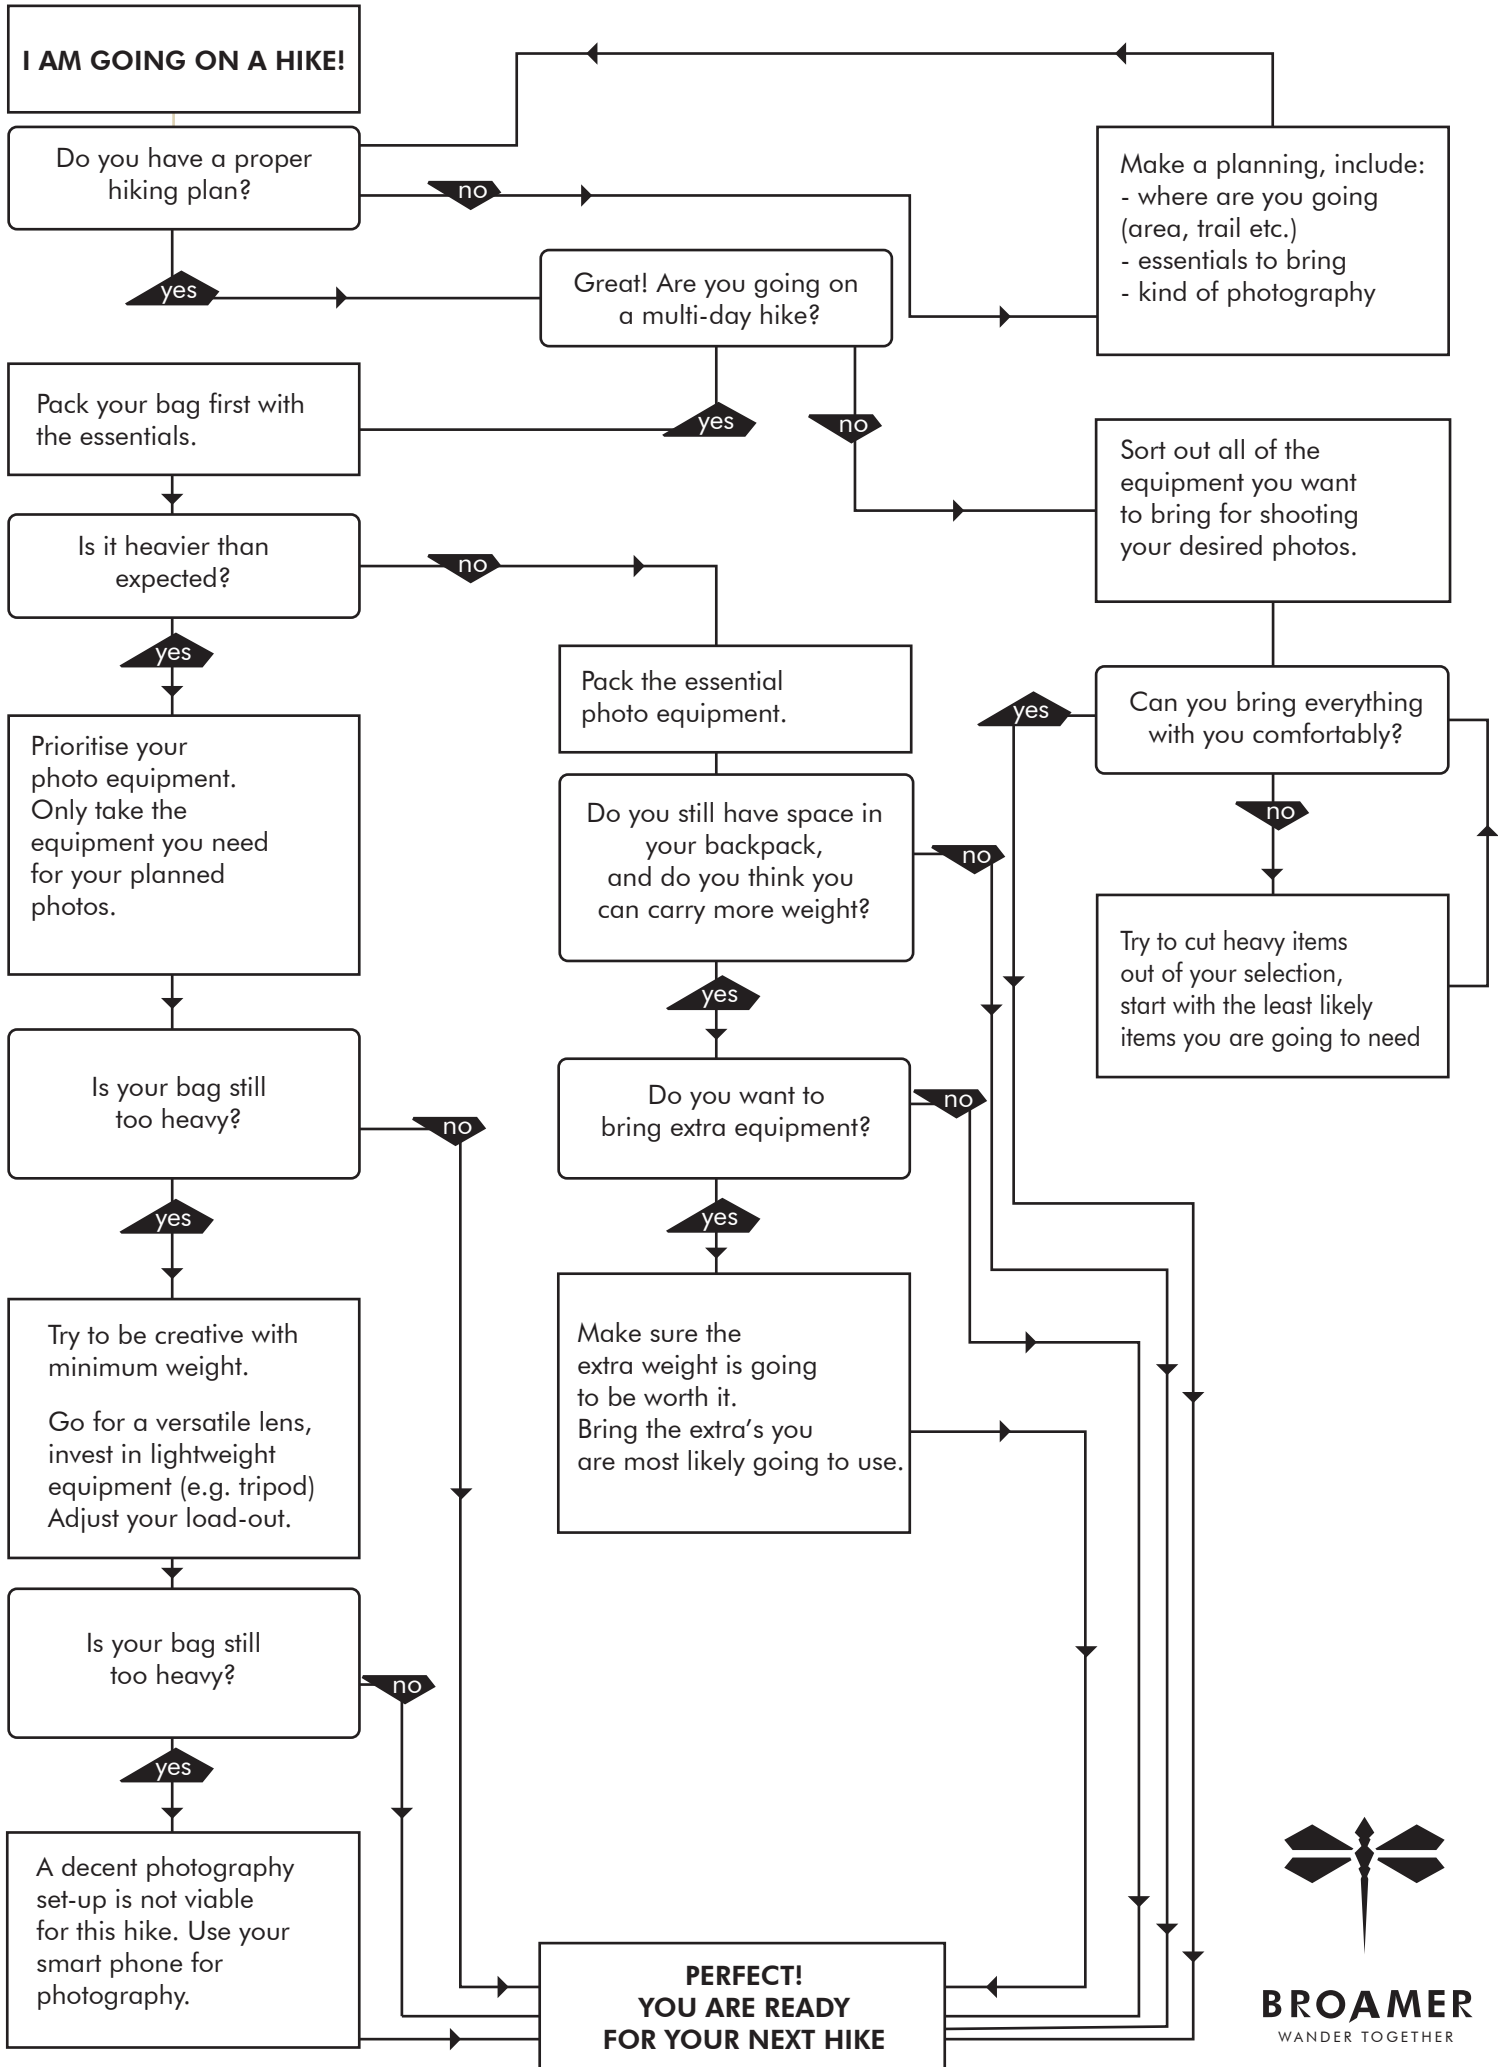 I AM GOING ON A HIKE!
Do you have a proper
hiking plan?
no
Make a planning, include:
- where are you going
(area, trail etc.)
- essentials to bring
- kind of photography
yes
Great! Are you going on
a multi-day hike?
yes
no
Pack your bag first with
the essentials.
Sort out all of the
equipment you want
to bring for shooting
your desired photos.
Is it heavier than
expected?
no
yes
Pack the essential
photo equipment.
yes
Can you bring everything
with you comfortably?
Prioritise your
photo equipment.
Only take the
equipment you need
for your planned
photos.
Do you still have space in
your backpack,
and do you think you
can carry more weight?
no
no
Try to cut heavy items
out of your selection,
start with the least likely
items you are going to need
yes
Is your bag still
too heavy?
no
Do you want to
bring extra equipment?
no
yes
yes
Try to be creative with
minimum weight.
Go for a versatile lens,
invest in lightweight
equipment (e.g. tripod)
Adjust your load-out.
Make sure the
extra weight is going
to be worth it.
Bring the extra's you
are most likely going to use.
Is your bag still
too heavy?
no
yes
A decent photography
set-up is not viable
for this hike. Use your
smart phone for
photography.
PERFECT!
YOU ARE READY
FOR YOUR NEXT HIKE
BROAMER
WANDER TOGETHER